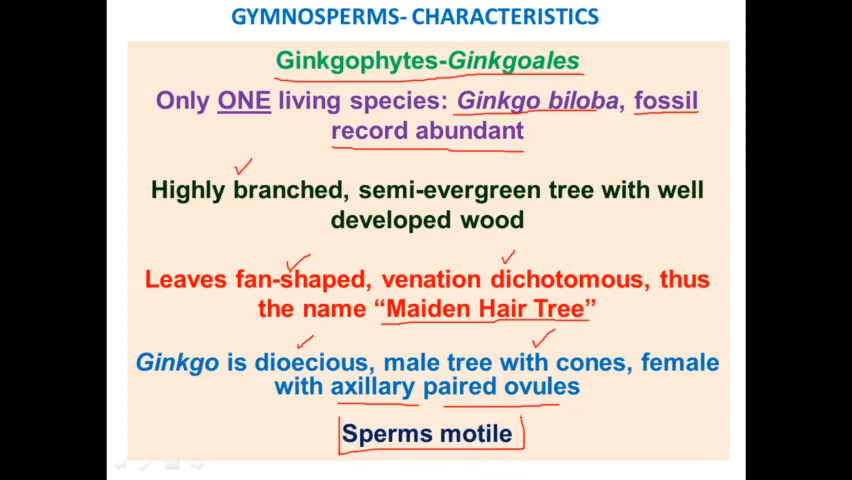 GYMNOSPERMS- CHARACTERISTICS
Ginkgophytes-Ginkgoales
Only ONE living species: Ginkgo biloba, fossil
record abundant
Highly branched, semi-evergreen tree with well
developed wood
Leaves fan-shaped, venation dichotomous, thus
the name “Maiden Hair Tree”
Ginkgo is dioecious, male tree with cones, female
with axillary paired ovules
Sperms motile